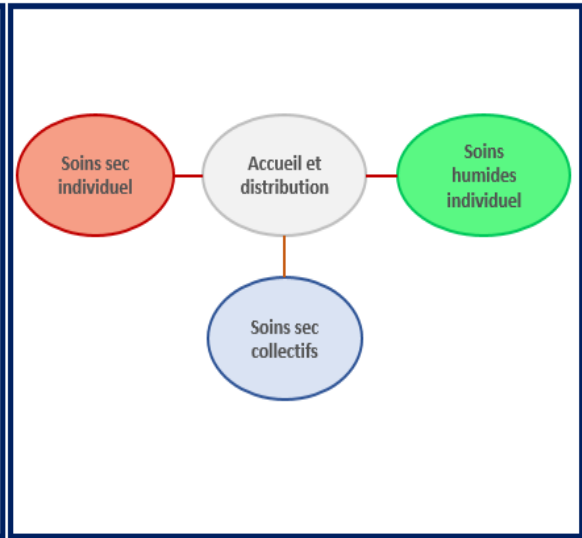 Soins sec
individuel
Accueil et
distribution
Soins
humides
individuel
Soins sec
collectifs